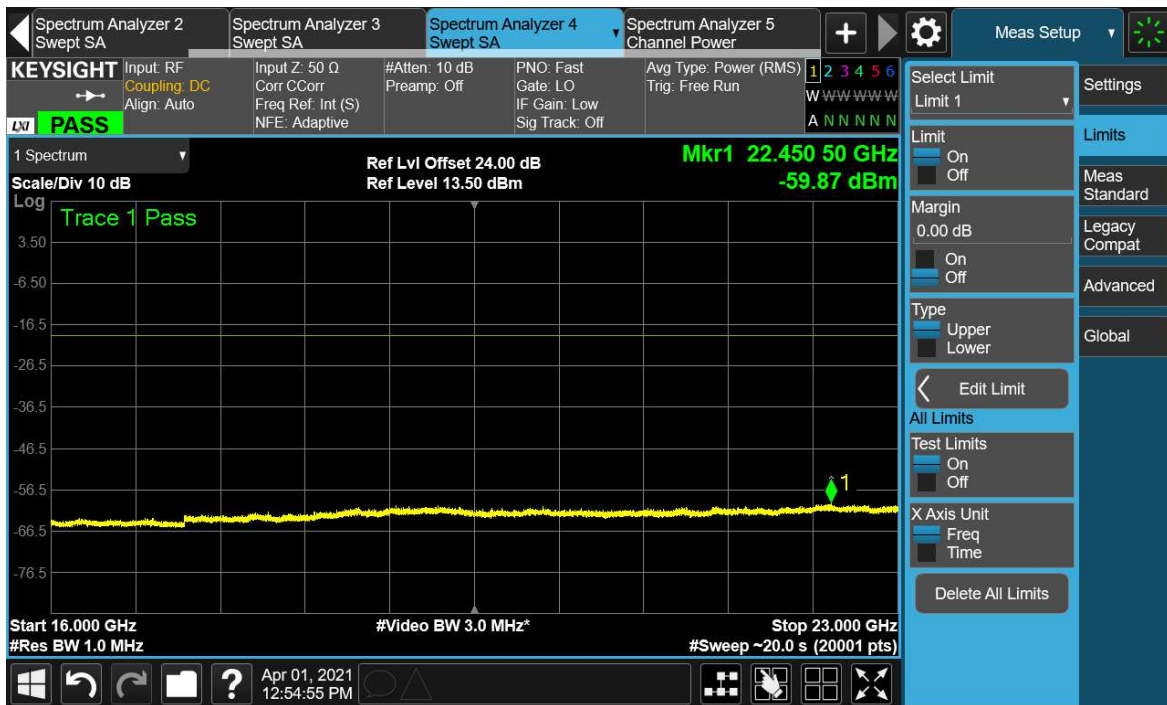 Spectrum Analyzer 2
Swept SA
Spectrum Analyzer 3
Swept SA
Spectrum Analyzer 4
Swept SA
Spectrum Analyzer 5
Channel Power
Meas Setup
KEYSIGHT
LXI PASS
Input: RF
Coupling: DC
Align: Auto
Input Z: 50 Ω
Corr CCorr
Freq Ref: Int (S)
NFE: Adaptive
#Atten: 10 dB
Preamp: Off
PNO: Fast
Gate: LO
IF Gain: Low
Sig Track: Off
Avg Type: Power (RMS)
Trig: Free Run
1 2 3 4 5 6
W W W W W W
A N N N N N
1 Spectrum
Scale/Div 10 dB
Ref Lvl Offset 24.00 dB
Ref Level 13.50 dBm
Mkr1 22.450 50 GHz
-59.87 dBm
Log
Trace 1 Pass
3.50
-6.50
-16.5
-26.5
-36.5
-46.5
-56.5
-66.5
-76.5
1
Start 16.000 GHz
#Res BW 1.0 MHz
#Video BW 3.0 MHz*
Stop 23.000 GHz
#Sweep ~20.0 s (20001 pts)
Select Limit
Limit 1
Limit
On
Off
Margin
0.00 dB
On
Off
Type
Upper
Lower
Edit Limit
All Limits
Test Limits
On
Off
X Axis Unit
Freq
Time
Delete All Limits
Settings
Limits
Meas
Standard
Legacy
Compat
Advanced
Global
?
Apr 01, 2021
12:54:55 PM